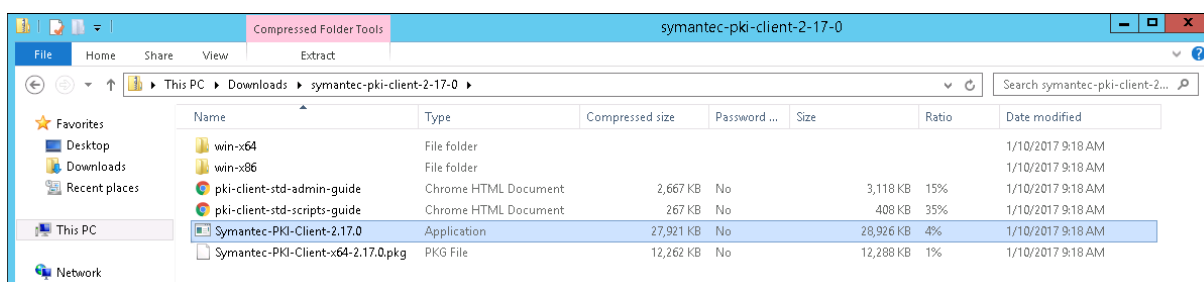 Compressed Folder Tools symantec-pki-client-2-17-0 x
File Home Share View Extract ?
This PC Downloads symantec-pki-client-2-17-0 Search symantec-pki-client-2...
Favorites Name Type Compressed size Password ... Size Ratio Date modified
Desktop win-x64 File folder 1/10/2017 9:18 AM
Downloads win-x86 File folder 1/10/2017 9:18 AM
Recent places pki-client-std-admin-guide Chrome HTML Document 2,667 KB No 3,118 KB 15% 1/10/2017 9:18 AM
pki-client-std-scripts-guide Chrome HTML Document 267 KB No 408 KB 35% 1/10/2017 9:18 AM
This PC Symantec-PKI-Client-2.17.0 Application 27,921 KB No 28,926 KB 4% 1/10/2017 9:18 AM
Symantec-PKI-Client-x64-2.17.0.pkg PKG File 12,262 KB No 12,288 KB 1% 1/10/2017 9:18 AM
Network